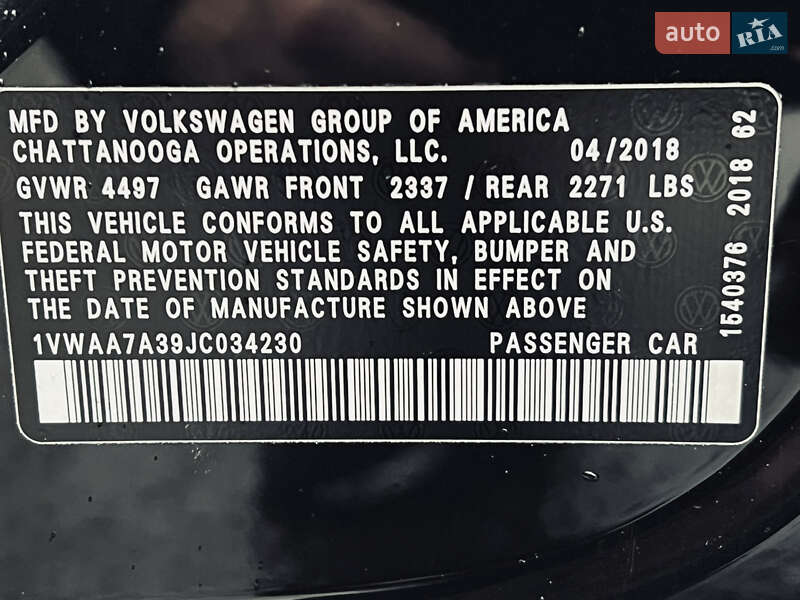 auto RIA.com
MFD BY VOLKSWAGEN GROUP OF AMERICA
CHATTANOOGA OPERATIONS, LLC. 04/2018
GVWR 4497 GAWR FRONT 2337 / REAR 2271 LBS
THIS VEHICLE CONFORMS TO ALL APPLICABLE U.S.
FEDERAL MOTOR VEHICLE SAFETY, BUMPER AND
THEFT PREVENTION STANDARDS IN EFFECT ON
THE DATE OF MANUFACTURE SHOWN ABOVE
1VWAA7A39JC034230 PASSENGER CAR
1540376 2018 62